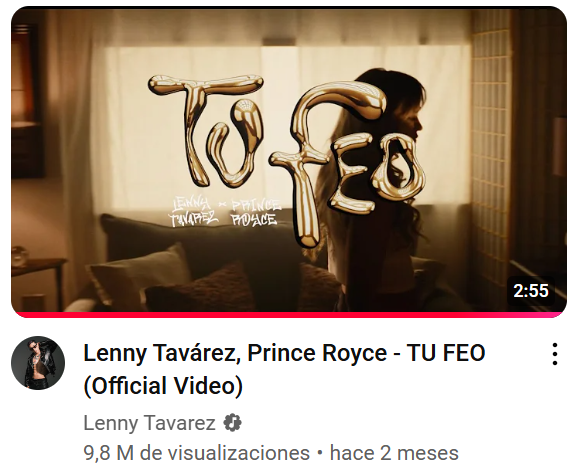 TU FEO
LENNY TAVÁREZ - PRINCE ROYCE
2:55
Lenny Tavárez, Prince Royce - TU FEO
(Official Video)
Lenny Tavarez
9,8 M de visualizaciones • hace 2 meses